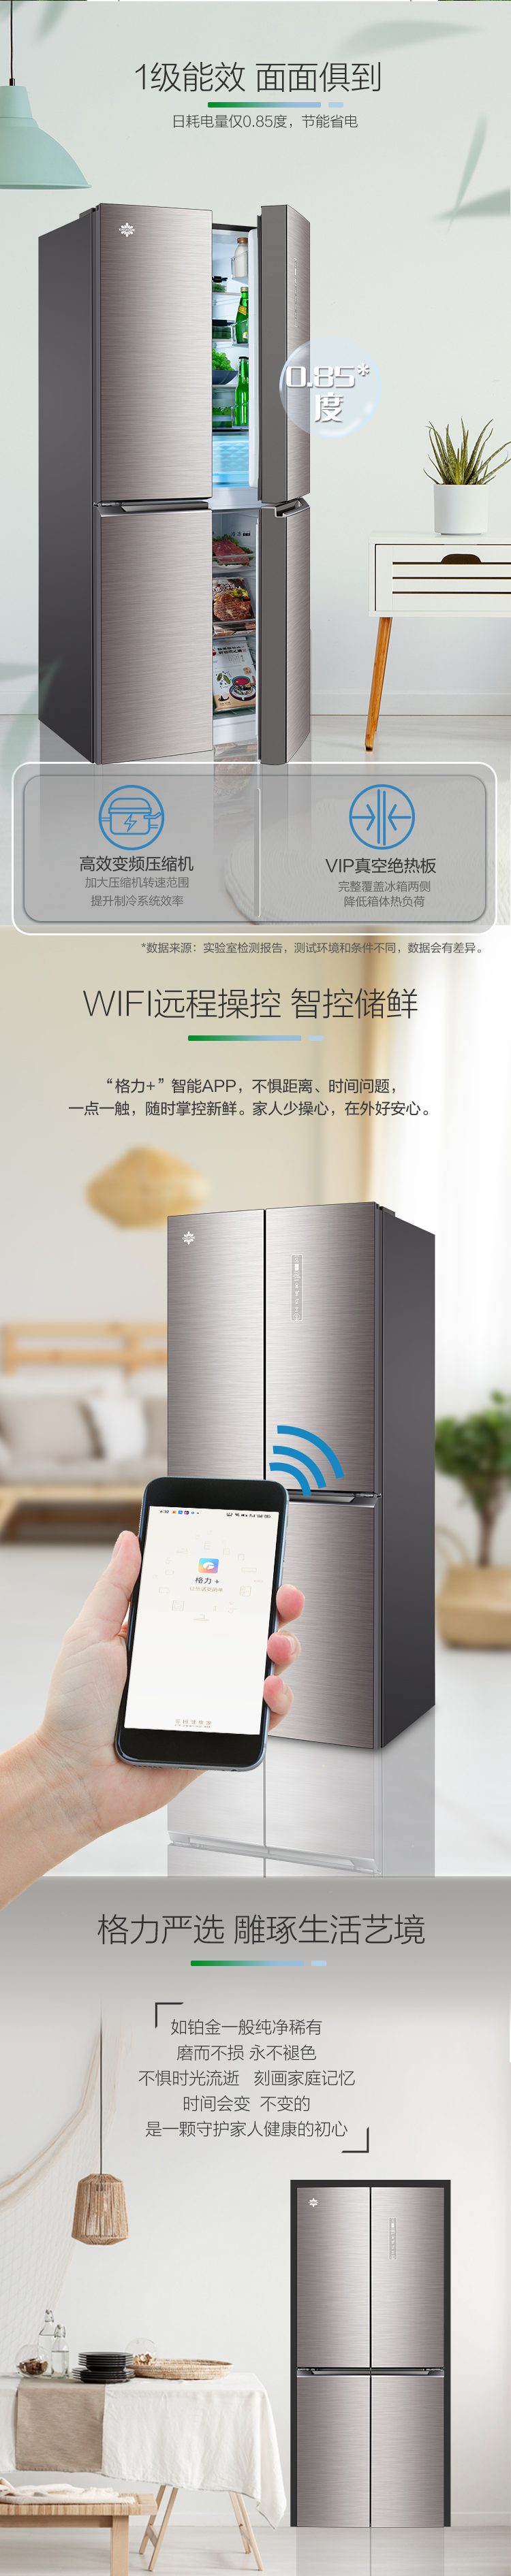 1级能效 面面俱到
日耗电量仅0.85度，节能省电
0.85*
度
高效变频压缩机
加大压缩机转速范围
提升制冷系统效率
VIP真空绝热板
完整覆盖冰箱两侧
降低箱体热负荷
*数据来源：实验室检测报告，测试环境和条件不同，数据会有差异。
WIFI远程操控 智控储鲜
“格力+”智能APP，不惧距离、时间问题，
一点一触，随时掌控新鲜。家人少操心，在外好安心。
格力+
格力严选 雕琢生活艺境
如铂金一般纯净稀有
磨而不损 永不褪色
不惧时光流逝 刻画家庭记忆
时间会变 不变的
是一颗守护家人健康的初心